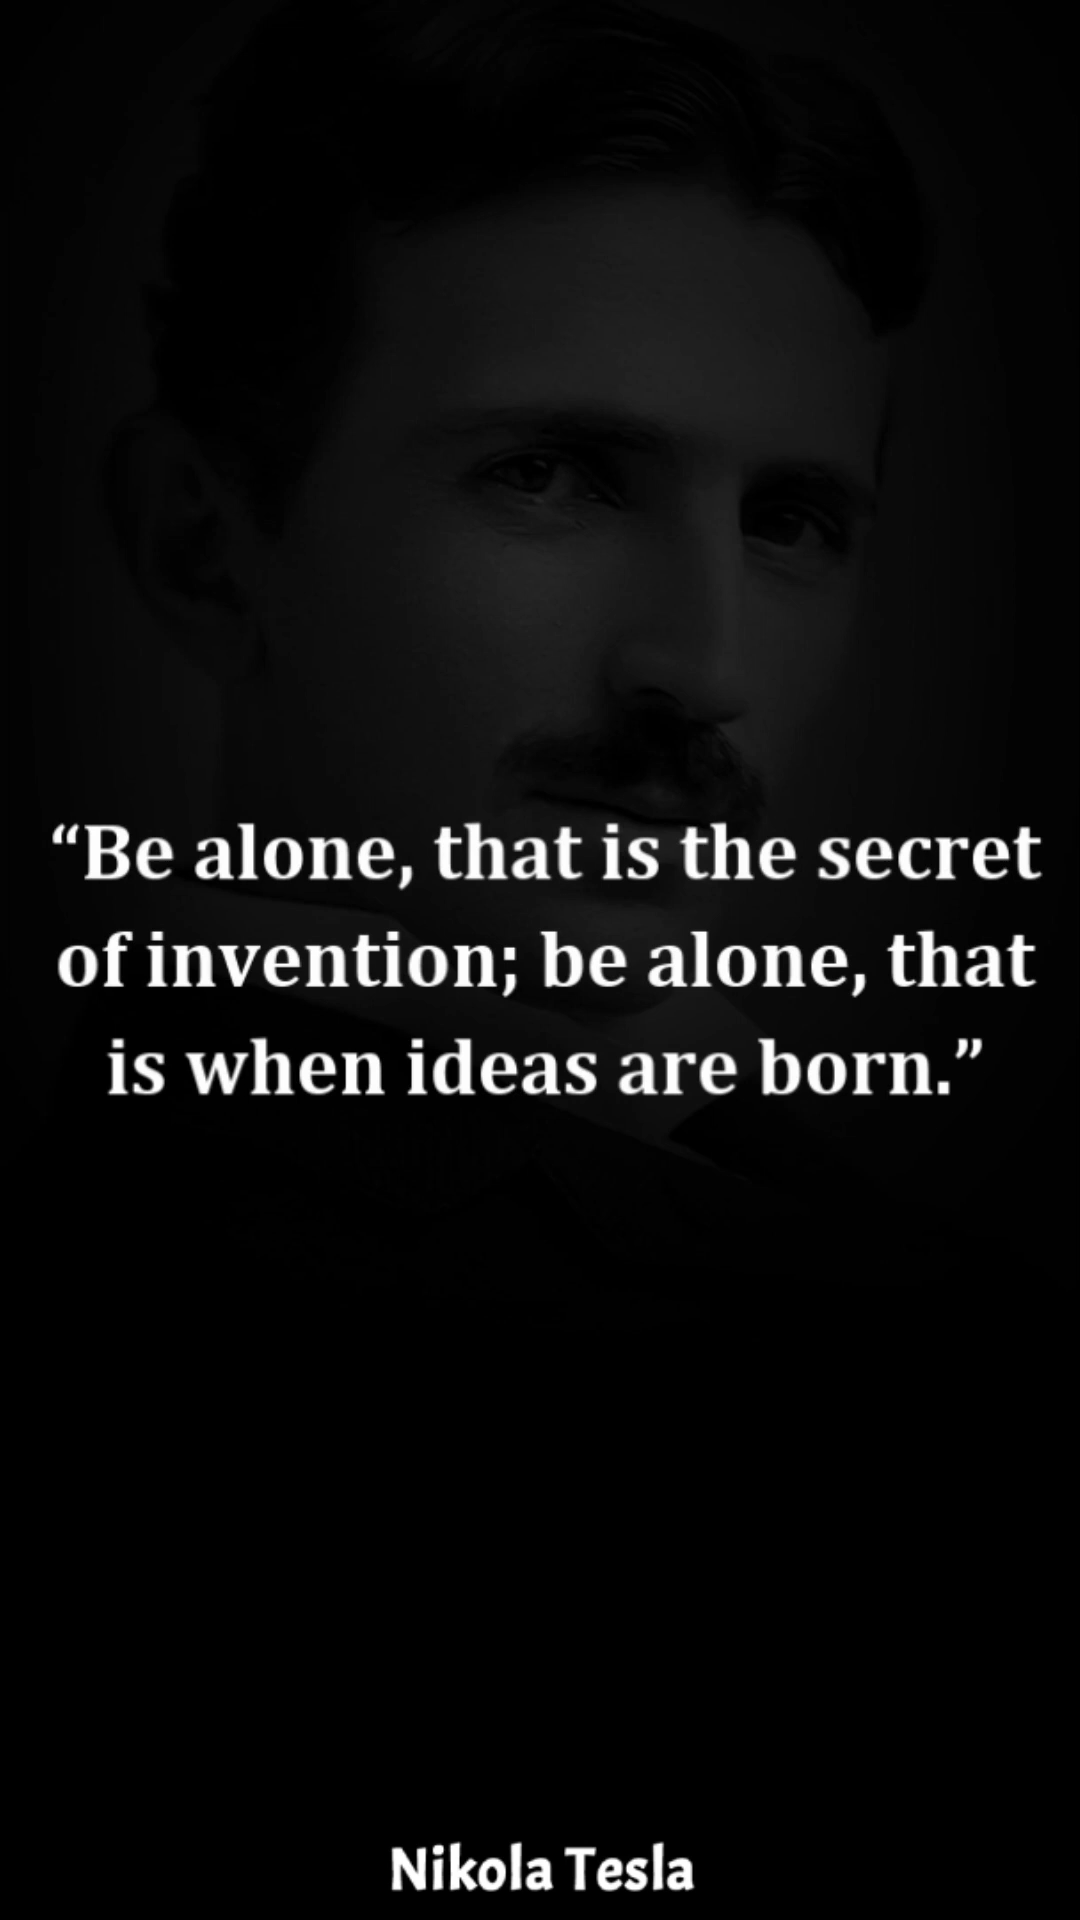 “Be alone, that is the secret
of invention; be alone, that
is when ideas are born.”
Nikola Tesla